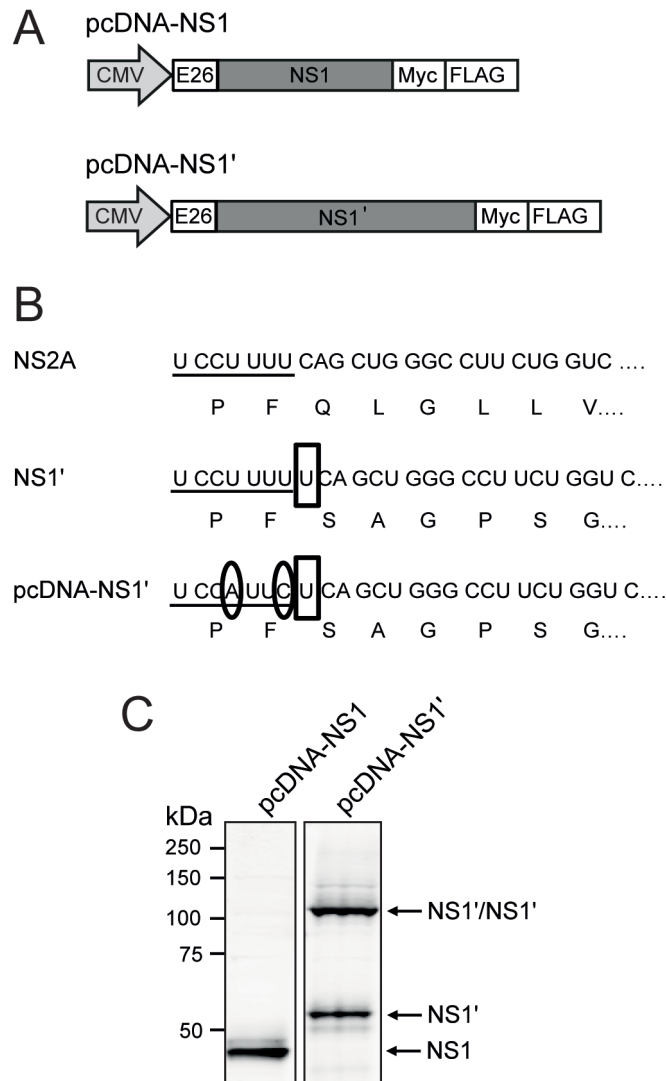 A
pcDNA-NS1
CMV E26 NS1 Myc FLAG
pcDNA-NS1'
CMV E26 NS1' Myc FLAG
B
NS2A U CCU UUU CAG CUG GGC CUU CUG GUC ....
P F Q L G L L V....
NS1' U CCU UUU U CA GCU GGG CCU UCU GGU C....
P F S A G P S G....
pcDNA-NS1' U CCA UUC U CA GCU GGG CCU UCU GGU C....
P F S A G P S G....
C
pcDNA-NS1 pcDNA-NS1'
kDa
250
150
100 NS1'/NS1'
75
NS1'
50
NS1